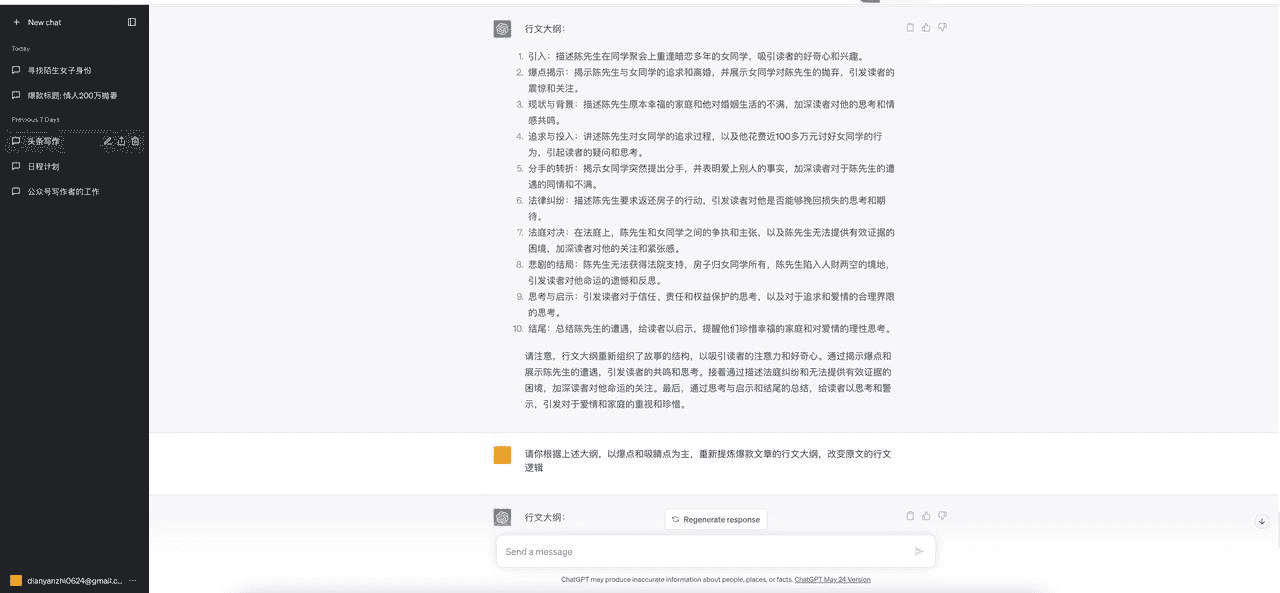 New chat
Today
寻找陌生女子身份
爆款标题: 情人200万抛妻
Previous 7 Days
头条写作
日程计划
公众号写作者的工作
dianyanzhi0624@gmail.c...
行文大纲：
1. 引入：描述陈先生在同学聚会上重逢暗恋多年的女同学，吸引读者的好奇心和兴趣。
2. 爆点揭示：揭示陈先生与女同学的追求和离婚，并展示女同学对陈先生的抛弃，引发读者的
震惊和关注。
3. 现状与背景：描述陈先生原本幸福的家庭和他对婚姻生活的不满，加深读者对他的思考和情
感共鸣。
4. 追求与投入：讲述陈先生对女同学的追求过程，以及他花费近100多万元讨好女同学的行
为，引起读者的疑问和思考。
5. 分手的转折：揭示女同学突然提出分手，并表明爱上别人的事实，加深读者对于陈先生的遭
遇的同情和不满。
6. 法律纠纷：描述陈先生要求返还房子的行动，引发读者对他是否能够挽回损失的思考和期
待。
7. 法庭对决：在法庭上，陈先生和女同学之间的争执和主张，以及陈先生无法提供有效证据的
困境，加深读者对他的关注和紧张感。
8. 悲剧的结局：陈先生无法获得法院支持，房子归女同学所有，陈先生陷入人财两空的境地，
引发读者对他命运的遗憾和反思。
9. 思考与启示：引发读者对于信任、责任和权益保护的思考，以及对于追求和爱情的合理界限
的思考。
10. 结尾：总结陈先生的遭遇，给读者以启示，提醒他们珍惜幸福的家庭和对爱情的理性思考。
请注意，行文大纲重新组织了故事的结构，以吸引读者的注意力和好奇心。通过揭示爆点和
展示陈先生的遭遇，引发读者的共鸣和思考。接着通过描述法庭纠纷和无法提供有效证据的
困境，加深读者对他命运的关注。最后，通过思考与启示和结尾的总结，给读者以思考和警
示，引发对于爱情和家庭的重视和珍惜。
请你根据上述大纲，以爆点和吸睛点为主，重新提炼爆款文章的行文大纲，改变原文的行文
逻辑
行文大纲：
Regenerate response
Send a message
ChatGPT may produce inaccurate information about people, places, or facts. ChatGPT May 24 Version